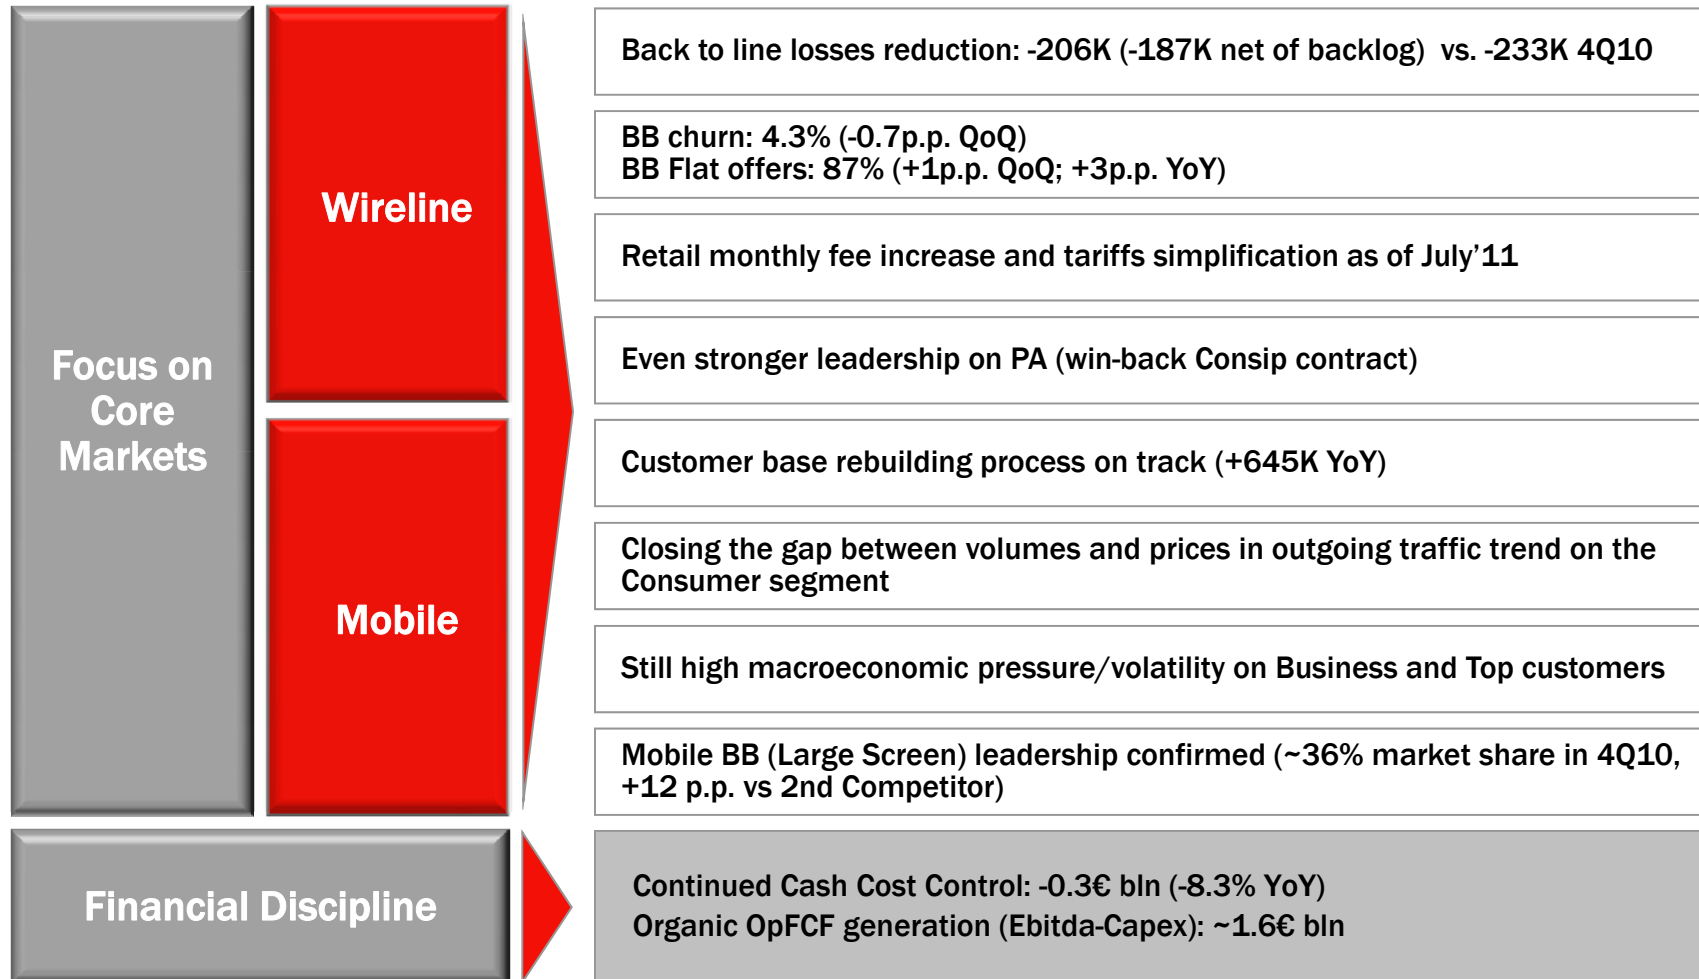 Focus on
Core
Markets
Wireline
Back to line losses reduction: -206K (-187K net of backlog) vs. -233K 4Q10
BB churn: 4.3% (-0.7p.p. QoQ)
BB Flat offers: 87% (+1p.p. QoQ; +3p.p. YoY)
Retail monthly fee increase and tariffs simplification as of July’11
Even stronger leadership on PA (win-back Consip contract)
Mobile
Customer base rebuilding process on track (+645K YoY)
Closing the gap between volumes and prices in outgoing traffic trend on the
Consumer segment
Still high macroeconomic pressure/volatility on Business and Top customers
Mobile BB (Large Screen) leadership confirmed (~36% market share in 4Q10,
+12 p.p. vs 2nd Competitor)
Financial Discipline
Continued Cash Cost Control: -0.3€ bln (-8.3% YoY)
Organic OpFCF generation (Ebitda-Capex): ~1.6€ bln